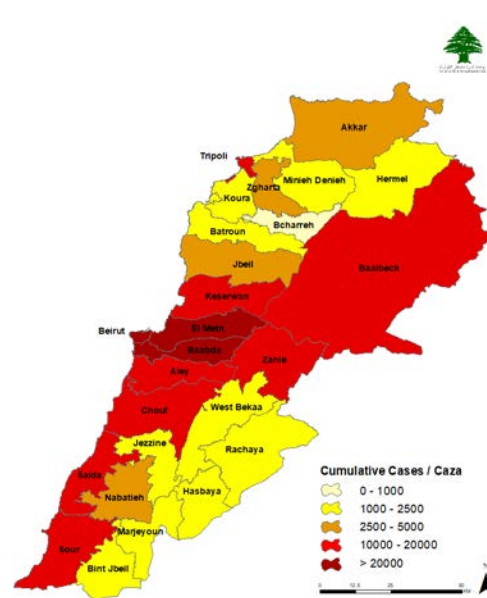 Akkar
Tripoli
Zgharta
Minieh Denieh
Hermel
Koura
Bcharreh
Batroun
Jbeil
Baalbeck
Keserwan
El Metn
Beirut
Baabda
Zahle
Aley
Chouf
West Bekaa
Jezzine
Rachaya
Saida
Hasbaya
Nabatieh
Marjeyoun
Sour
Bint Jbeil
Cumulative Cases / Caza
0 - 1000
1000 - 2500
2500 - 5000
10000 - 20000
> 20000